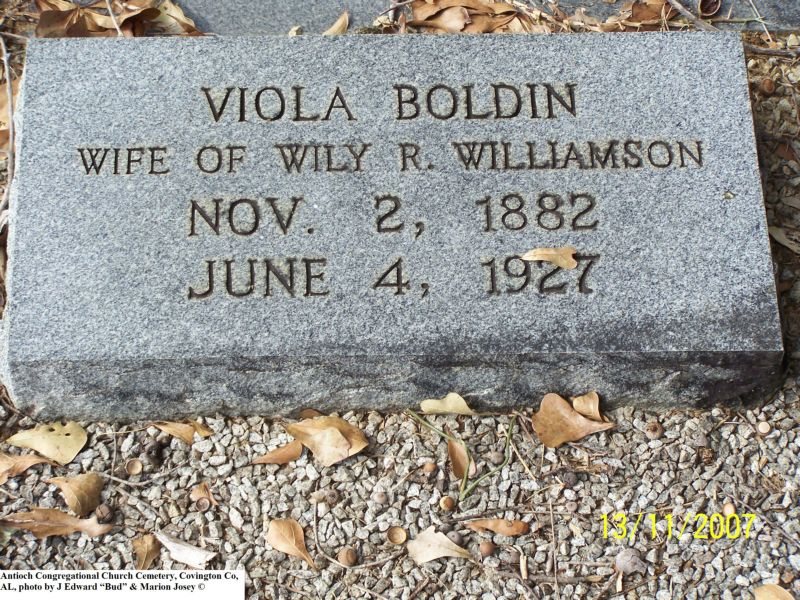 VIOLA BOLDIN
WIFE OF WILY R. WILLIAMSON
NOV. 2, 1882
JUNE 4, 1927
13/11/2007
Antioch Congregational Church Cemetery, Covington Co,
AL, photo by J Edward “Bud” & Marion Josey ©